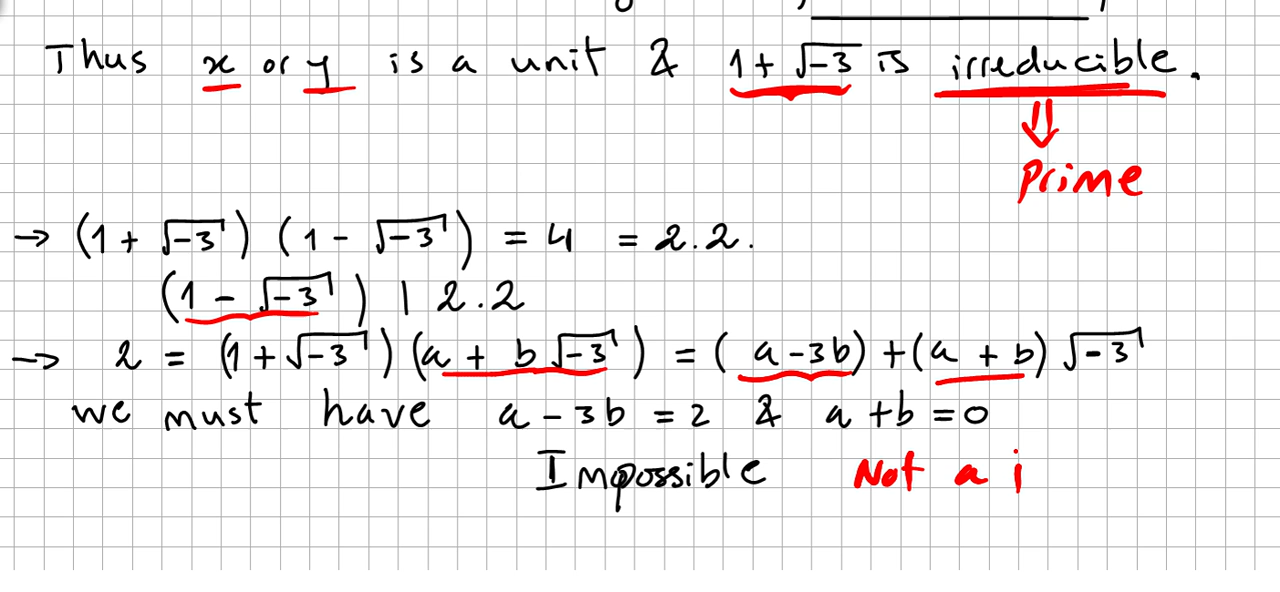 Thus x or y is a unit & 1 + √-3 is irreducible.
⇓
Prime
→ (1 + √-3) (1 - √-3) = 4 = 2.2.
(1 - √-3) | 2.2
→ 2 = (1 + √-3) (a + b √-3) = (a - 3b) + (a + b) √-3
we must have a - 3b = 2 & a + b = 0
Impossible Not a i